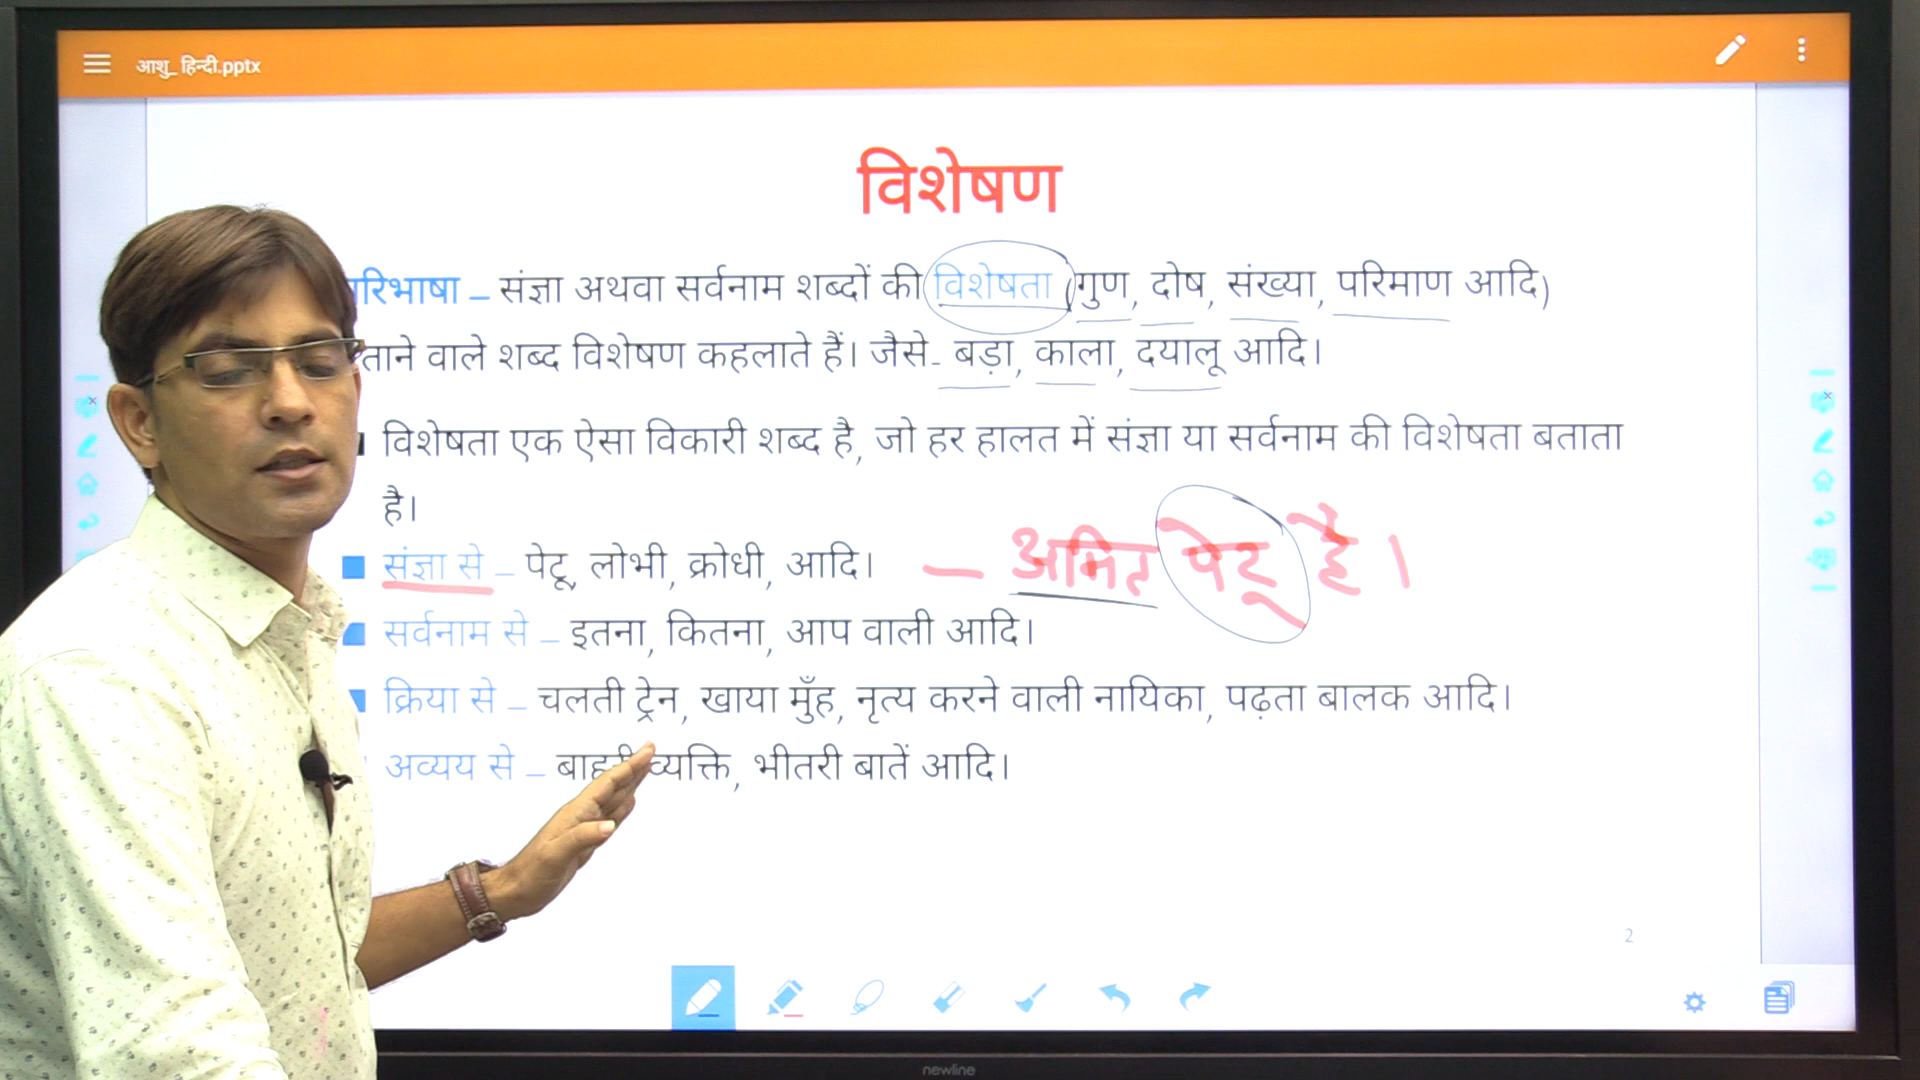 आशु_हिन्दी.pptx
विशेषण
रिभाषा – संज्ञा अथवा सर्वनाम शब्दों की विशेषता (गुण, दोष, संख्या, परिमाण आदि)
ताने वाले शब्द विशेषण कहलाते हैं। जैसे- बड़ा, काला, दयालू आदि।
विशेषता एक ऐसा विकारी शब्द है, जो हर हालत में संज्ञा या सर्वनाम की विशेषता बताता
है।
संज्ञा से – पेटू, लोभी, क्रोधी, आदि। – अमित पेटू है।
सर्वनाम से – इतना, कितना, आप वाली आदि।
क्रिया से – चलती ट्रेन, खाया मुँह, नृत्य करने वाली नायिका, पढ़ता बालक आदि।
अव्यय से – बाहरी व्यक्ति, भीतरी बातें आदि।
2
newline